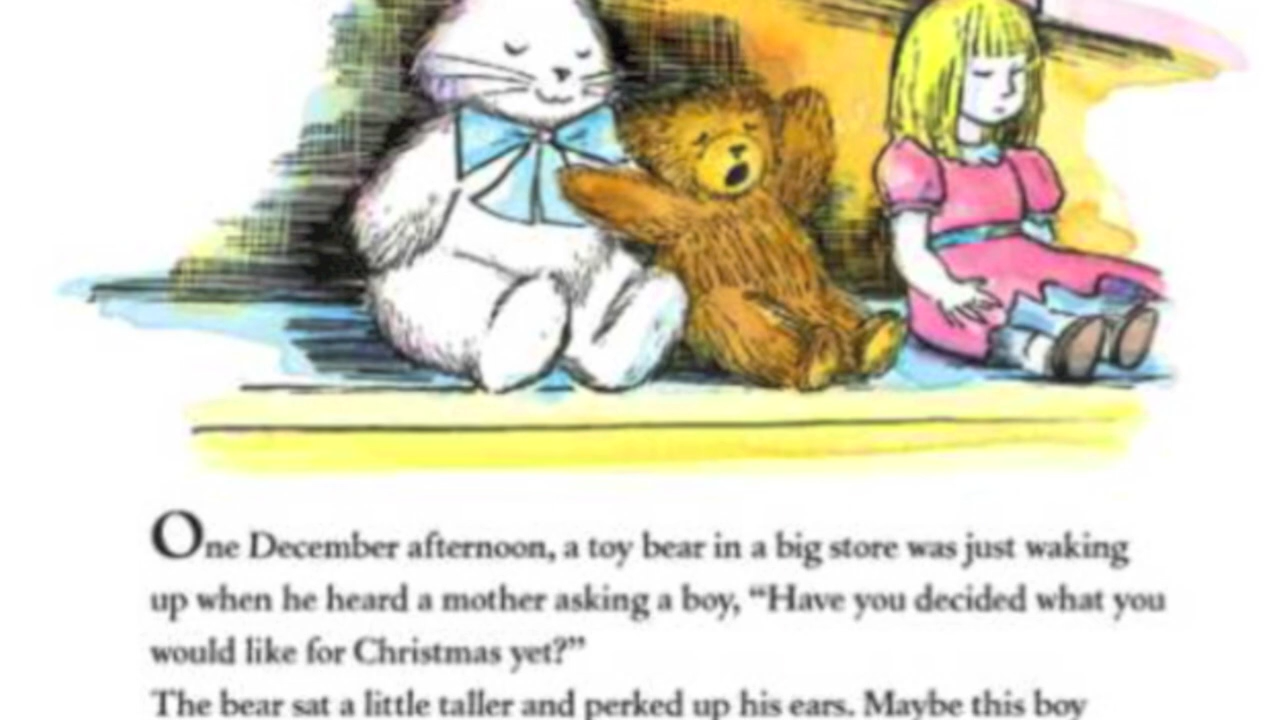 One December afternoon, a toy bear in a big store was just waking
up when he heard a mother asking a boy, “Have you decided what you
would like for Christmas yet?”
The bear sat a little taller and perked up his ears. Maybe this boy